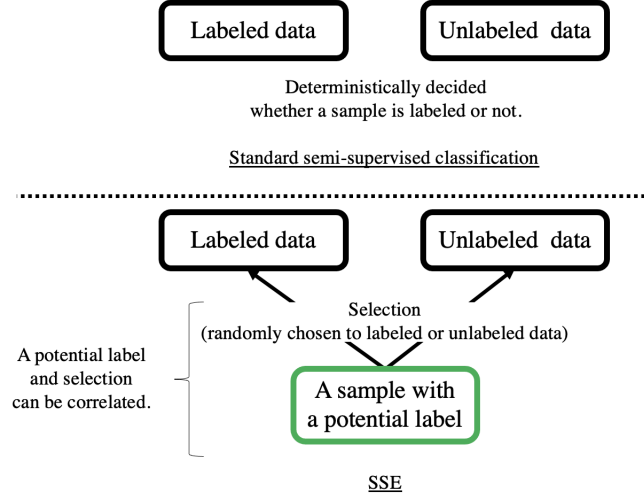 Labeled data
Unlabeled data
Deterministically decided
whether a sample is labeled or not.
Standard semi-supervised classification
Labeled data
Unlabeled data
Selection
(randomly chosen to labeled or unlabeled data)
A potential label
and selection
can be correlated.
A sample with
a potential label
SSE